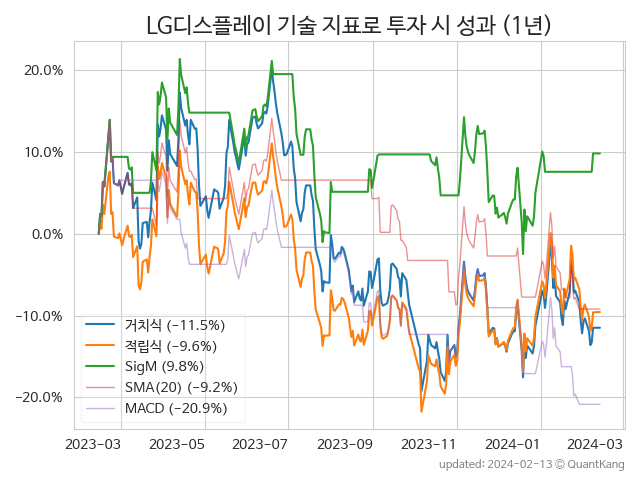 LG디스플레이 기술 지표로 투자 시 성과 (1년)
20.0%
10.0%
0.0%
−10.0%
−20.0%
거치식 (−11.5%)
적립식 (−9.6%)
SigM (9.8%)
SMA(20) (−9.2%)
MACD (−20.9%)
2023-03 2023-05 2023-07 2023-09 2023-11 2024-01 2024-03
updated: 2024-02-13 © QuantKang